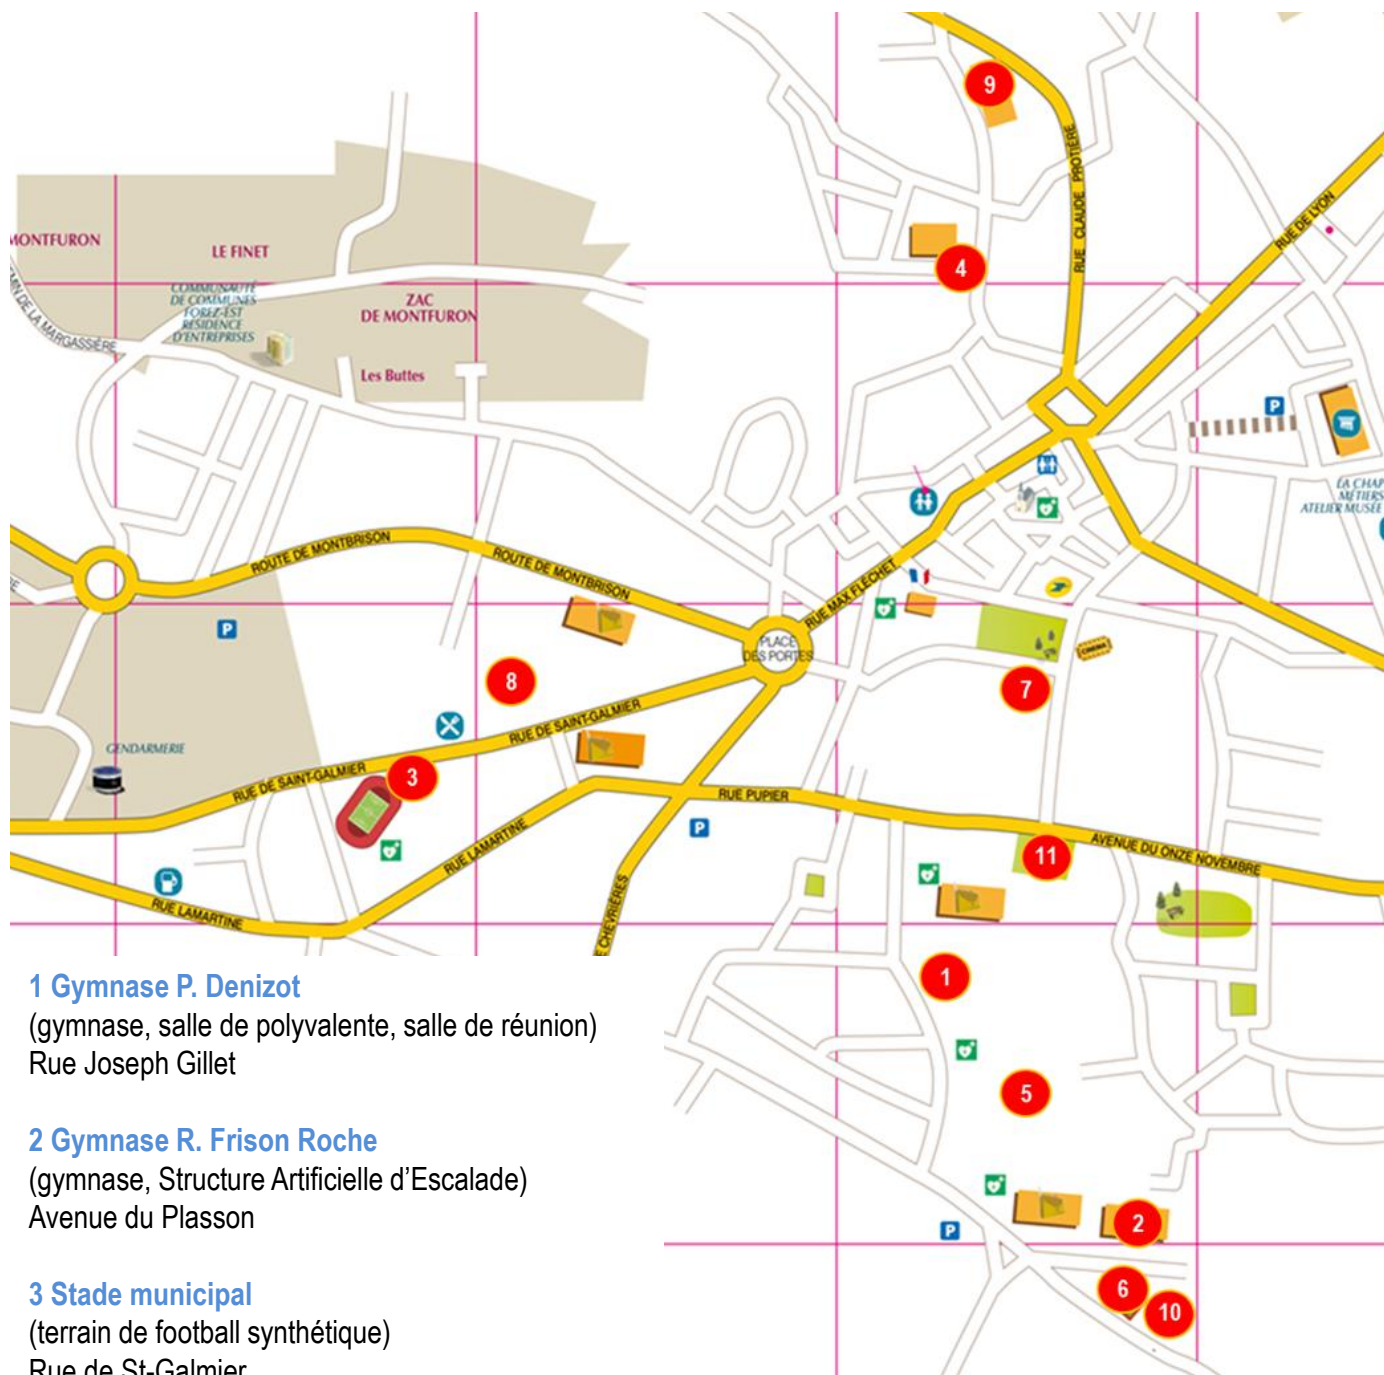 9
RUE CLAUDE PROTIÈRE
RUE DE LYON
MONTFURON
LE FINET
4
COMMUNAUTÉ
DE COMMUNES
FOREZ-EST
RÉSIDENCE
D'ENTREPRISES
ZAC
DE MONTFURON
MIN DE LA MARGASSIÈRE
Les Buttes
P
LA CHAP
MÉTIERS
ATELIER MUSÉE
ROUTE DE MONTBRISON
ROUTE DE MONTBRISON
RUE MAX FLÉCHET
P
PLACE
DES PORTES
CINEMA
8
7
RUE DE SAINT-GALMIER
GENDARMERIE
RUE DE SAINT-GALMIER
3
RUE PUPIER
P
RUE LAMARTINE
11
AVENUE DU ONZE NOVEMBRE
RUE LAMARTINE
E CHEVRIÈRES
1
5
2
P
6
10
1 Gymnase P. Denizot
(gymnase, salle de polyvalente, salle de réunion)
Rue Joseph Gillet
2 Gymnase R. Frison Roche
(gymnase, Structure Artificielle d’Escalade)
Avenue du Plasson
3 Stade municipal
(terrain de football synthétique)
Rue de St-Galmier